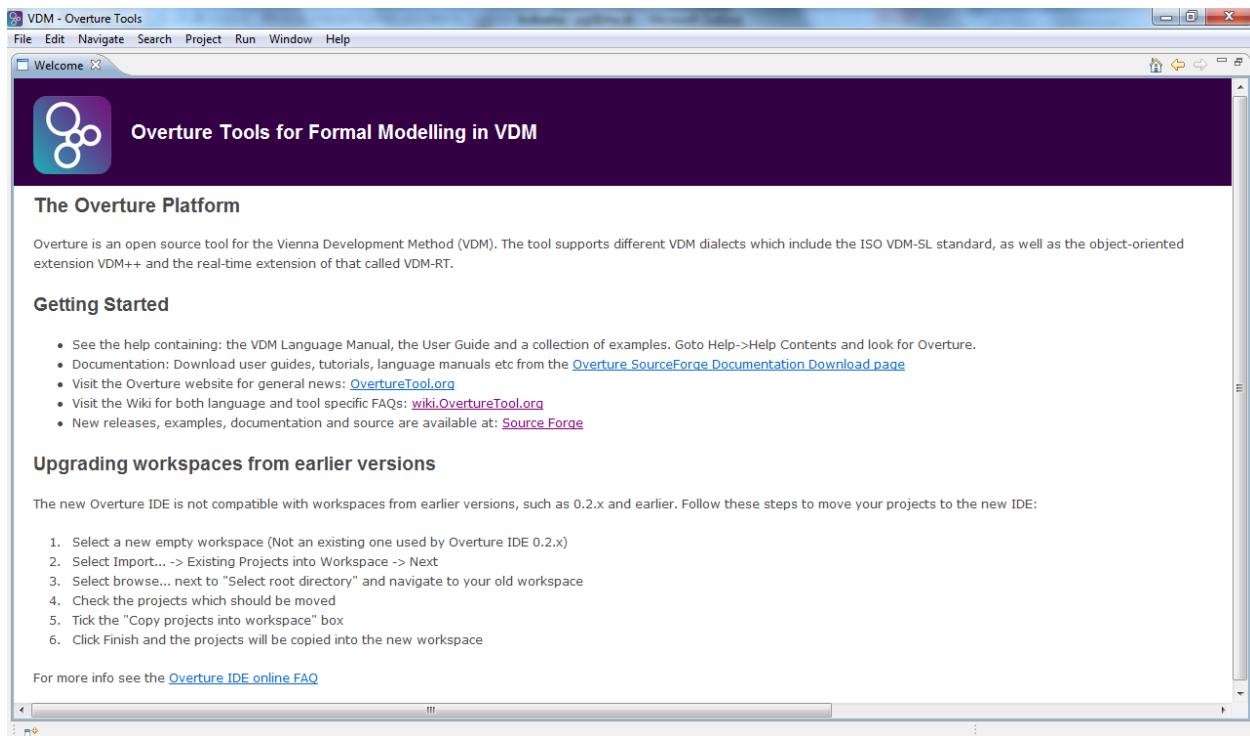 VDM - Overture Tools
File Edit Navigate Search Project Run Window Help
Welcome
Overture Tools for Formal Modelling in VDM
The Overture Platform
Overture is an open source tool for the Vienna Development Method (VDM). The tool supports different VDM dialects which include the ISO VDM-SL standard, as well as the object-oriented
extension VDM++ and the real-time extension of that called VDM-RT.
Getting Started
• See the help containing: the VDM Language Manual, the User Guide and a collection of examples. Goto Help->Help Contents and look for Overture.
• Documentation: Download user guides, tutorials, language manuals etc from the Overture SourceForge Documentation Download page
• Visit the Overture website for general news: OvertureTool.org
• Visit the Wiki for both language and tool specific FAQs: wiki.OvertureTool.org
• New releases, examples, documentation and source are available at: Source Forge
Upgrading workspaces from earlier versions
The new Overture IDE is not compatible with workspaces from earlier versions, such as 0.2.x and earlier. Follow these steps to move your projects to the new IDE:
1. Select a new empty workspace (Not an existing one used by Overture IDE 0.2.x)
2. Select Import... -> Existing Projects into Workspace -> Next
3. Select browse... next to "Select root directory" and navigate to your old workspace
4. Check the projects which should be moved
5. Tick the "Copy projects into workspace" box
6. Click Finish and the projects will be copied into the new workspace
For more info see the Overture IDE online FAQ